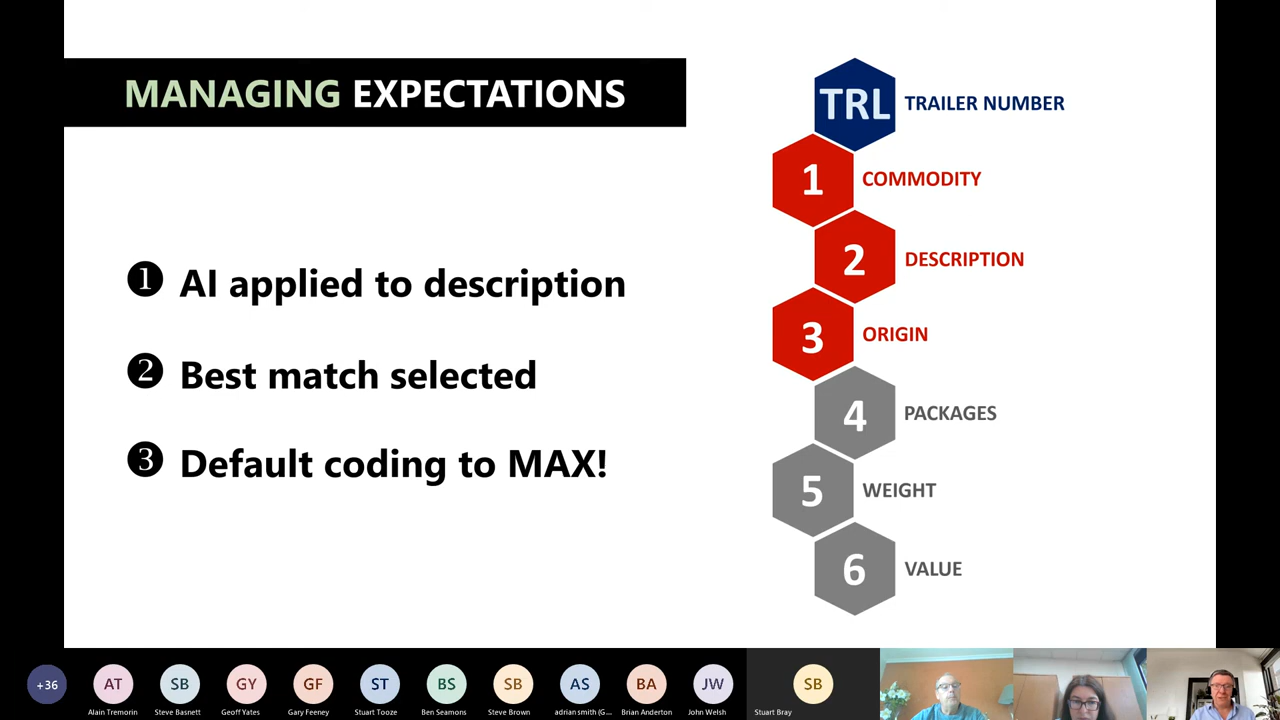 MANAGING EXPECTATIONS
❶ AI applied to description
❷ Best match selected
❸ Default coding to MAX!
TRL TRAILER NUMBER
1 COMMODITY
2 DESCRIPTION
3 ORIGIN
4 PACKAGES
5 WEIGHT
6 VALUE
+36 AT SB GY GF ST BS SB AS BA JW SB
Alain Tremorin Steve Basnett Geoff Yates Gary Feeney Stuart Tooze Ben Seamons Steve Brown adrian smith (G... Brian Anderton John Welsh Stuart Bray